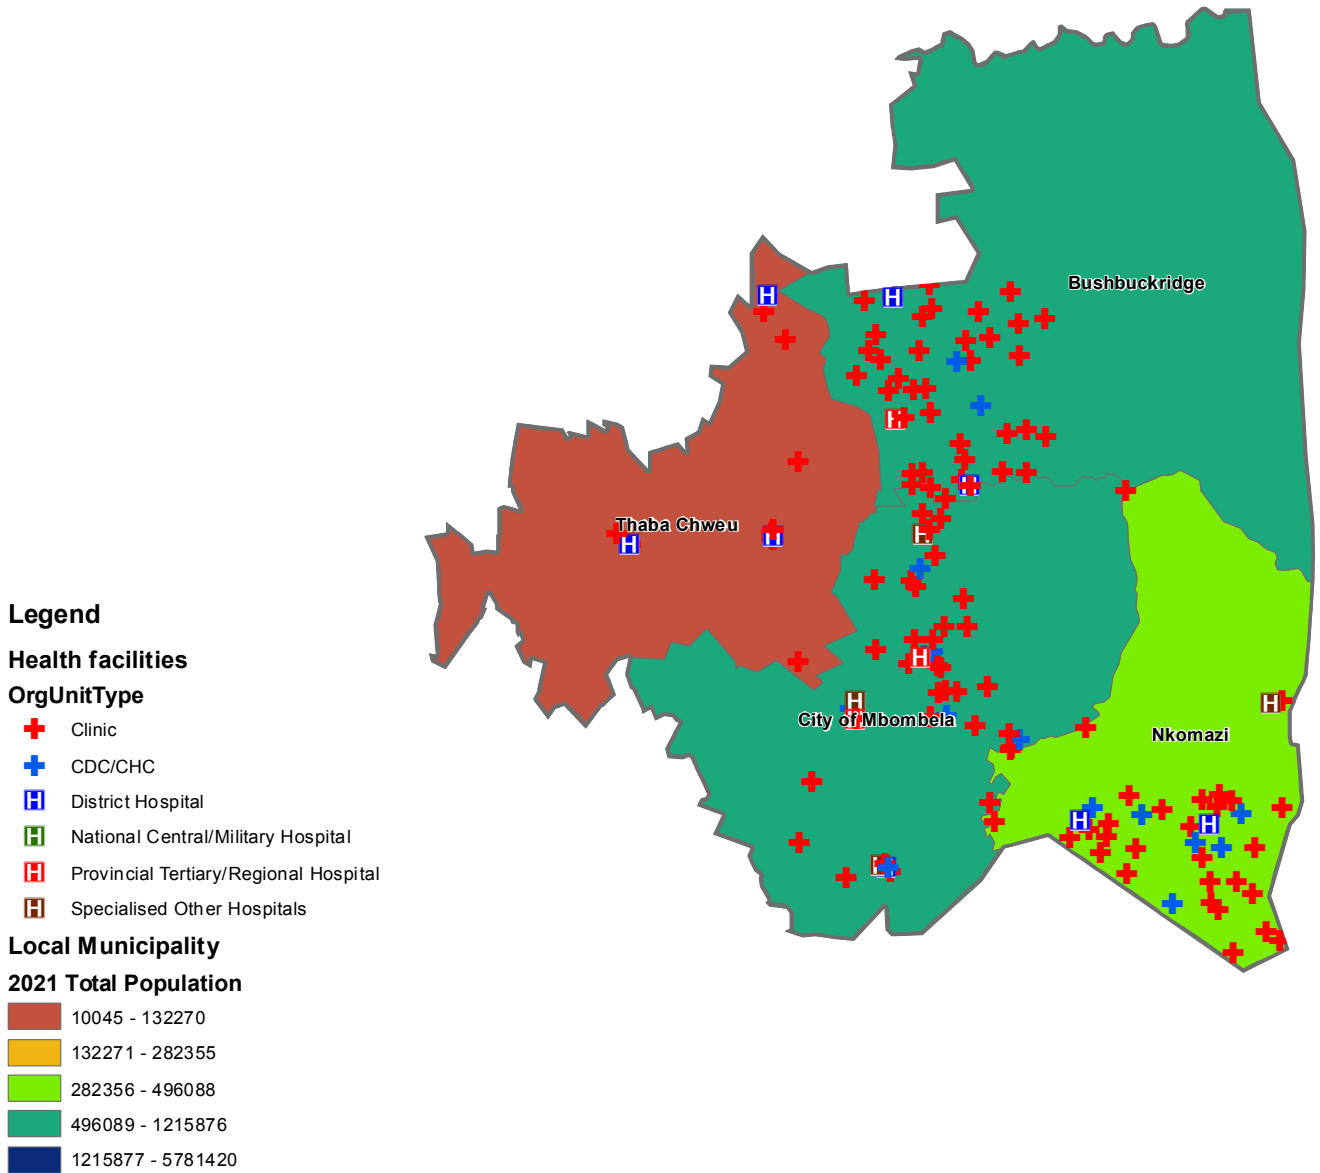 Bushbuckridge
Thaba Chweu
City of Mbombela
Nkomazi
Legend
Health facilities
OrgUnitType
Clinic
CDC/CHC
H District Hospital
H National Central/Military Hospital
H Provincial Tertiary/Regional Hospital
H Specialised Other Hospitals
Local Municipality
2021 Total Population
10045 - 132270
132271 - 282355
282356 - 496088
496089 - 1215876
1215877 - 5781420